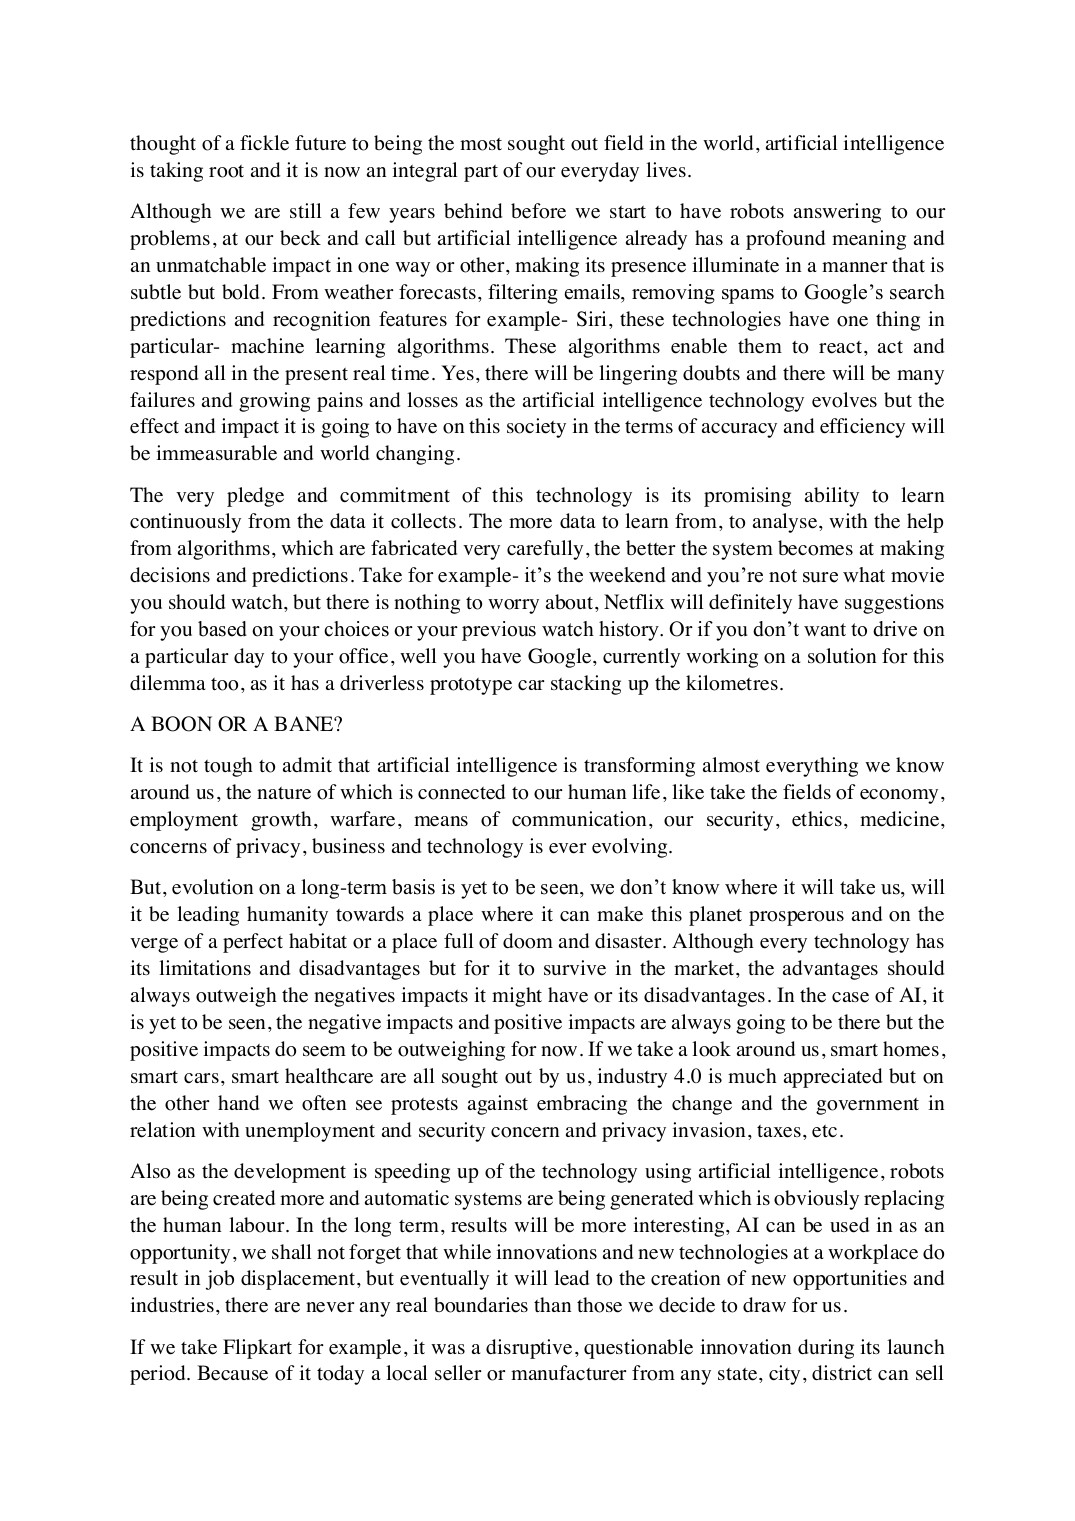 thought of a fickle future to being the most sought out field in the world, artificial intelligence
is taking root and it is now an integral part of our everyday lives.
Although we are still a few years behind before we start to have robots answering to our
problems, at our beck and call but artificial intelligence already has a profound meaning and
an unmatchable impact in one way or other, making its presence illuminate in a manner that is
subtle but bold. From weather forecasts, filtering emails, removing spams to Google’s search
predictions and recognition features for example- Siri, these technologies have one thing in
particular- machine learning algorithms. These algorithms enable them to react, act and
respond all in the present real time. Yes, there will be lingering doubts and there will be many
failures and growing pains and losses as the artificial intelligence technology evolves but the
effect and impact it is going to have on this society in the terms of accuracy and efficiency will
be immeasurable and world changing.
The very pledge and commitment of this technology is its promising ability to learn
continuously from the data it collects. The more data to learn from, to analyse, with the help
from algorithms, which are fabricated very carefully, the better the system becomes at making
decisions and predictions. Take for example- it’s the weekend and you’re not sure what movie
you should watch, but there is nothing to worry about, Netflix will definitely have suggestions
for you based on your choices or your previous watch history. Or if you don’t want to drive on
a particular day to your office, well you have Google, currently working on a solution for this
dilemma too, as it has a driverless prototype car stacking up the kilometres.
A BOON OR A BANE?
It is not tough to admit that artificial intelligence is transforming almost everything we know
around us, the nature of which is connected to our human life, like take the fields of economy,
employment growth, warfare, means of communication, our security, ethics, medicine,
concerns of privacy, business and technology is ever evolving.
But, evolution on a long-term basis is yet to be seen, we don’t know where it will take us, will
it be leading humanity towards a place where it can make this planet prosperous and on the
verge of a perfect habitat or a place full of doom and disaster. Although every technology has
its limitations and disadvantages but for it to survive in the market, the advantages should
always outweigh the negatives impacts it might have or its disadvantages. In the case of AI, it
is yet to be seen, the negative impacts and positive impacts are always going to be there but the
positive impacts do seem to be outweighing for now. If we take a look around us, smart homes,
smart cars, smart healthcare are all sought out by us, industry 4.0 is much appreciated but on
the other hand we often see protests against embracing the change and the government in
relation with unemployment and security concern and privacy invasion, taxes, etc.
Also as the development is speeding up of the technology using artificial intelligence, robots
are being created more and automatic systems are being generated which is obviously replacing
the human labour. In the long term, results will be more interesting, AI can be used in as an
opportunity, we shall not forget that while innovations and new technologies at a workplace do
result in job displacement, but eventually it will lead to the creation of new opportunities and
industries, there are never any real boundaries than those we decide to draw for us.
If we take Flipkart for example, it was a disruptive, questionable innovation during its launch
period. Because of it today a local seller or manufacturer from any state, city, district can sell